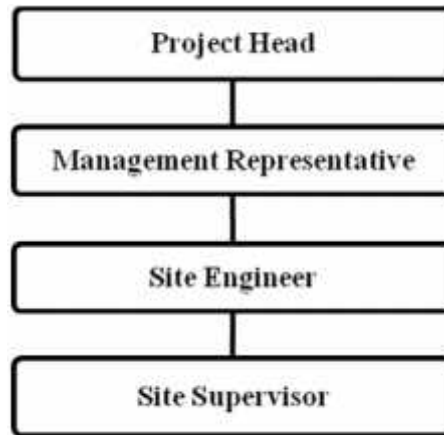 Project Head
Management Representative
Site Engineer
Site Supervisor